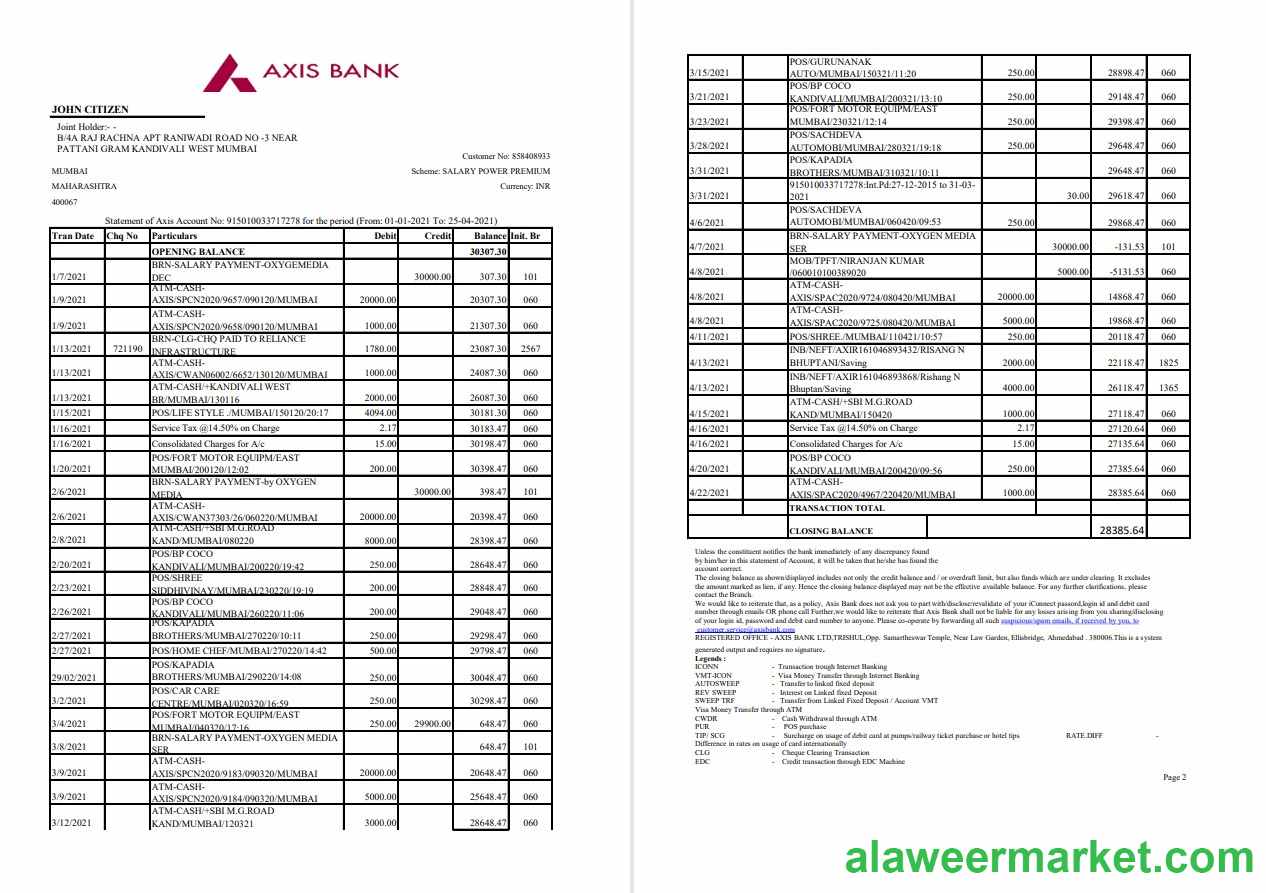 AXIS BANK
JOHN CITIZEN
Joint Holder:- -
B/4A RAJ RACHNA APT RANIWADI ROAD NO -3 NEAR
PATTANI GRAM KANDIVALI WEST MUMBAI
Customer No: 858408933
MUMBAI Scheme: SALARY POWER PREMIUM
MAHARASHTRA Currency: INR
400067
Statement of Axis Account No: 915010033717278 for the period (From: 01-01-2021 To: 25-04-2021)
Tran Date Chq No Particulars Debit Credit Balance Init. Br
OPENING BALANCE 30307.30
BRN-SALARY PAYMENT-OXYGEMEDIA
1/7/2021 DEC 30000.00 307.30 101
ATM-CASH-
1/9/2021 AXIS/SPCN2020/9657/090120/MUMBAI 20000.00 20307.30 060
ATM-CASH-
1/9/2021 AXIS/SPCN2020/9658/090120/MUMBAI 1000.00 21307.30 060
BRN-CLG-CHQ PAID TO RELIANCE
1/13/2021 721190 INFRASTRUCTURE 1780.00 23087.30 2567
ATM-CASH-
1/13/2021 AXIS/CWAN06002/6652/130120/MUMBAI 1000.00 24087.30 060
ATM-CASH/+KANDIVALI WEST
1/13/2021 BR/MUMBAI/130116 2000.00 26087.30 060
1/15/2021 POS/LIFE STYLE ./MUMBAI/150120/20:17 4094.00 30181.30 060
1/16/2021 Service Tax @14.50% on Charge 2.17 30183.47 060
1/16/2021 Consolidated Charges for A/c 15.00 30198.47 060
POS/FORT MOTOR EQUIPM/EAST
1/20/2021 MUMBAI/200120/12:02 200.00 30398.47 060
BRN-SALARY PAYMENT-by OXYGEN
2/6/2021 MEDIA 30000.00 398.47 101
ATM-CASH-
2/6/2021 AXIS/CWAN37303/26/060220/MUMBAI 20000.00 20398.47 060
ATM-CASH/+SBI M.G.ROAD
2/8/2021 KAND/MUMBAI/080220 8000.00 28398.47 060
POS/BP COCO
2/20/2021 KANDIVALI/MUMBAI/200220/19:42 250.00 28648.47 060
POS/SHREE
2/23/2021 SIDDHIVINAY/MUMBAI/230220/19:19 200.00 28848.47 060
POS/BP COCO
2/26/2021 KANDIVALI/MUMBAI/260220/11:06 200.00 29048.47 060
POS/KAPADIA
2/27/2021 BROTHERS/MUMBAI/270220/10:11 250.00 29298.47 060
2/27/2021 POS/HOME CHEF/MUMBAI/270220/14:42 500.00 29798.47 060
POS/KAPADIA
29/02/2021 BROTHERS/MUMBAI/290220/14:08 250.00 30048.47 060
POS/CAR CARE
3/2/2021 CENTRE/MUMBAI/020320/16:59 250.00 30298.47 060
POS/FORT MOTOR EQUIPM/EAST
3/4/2021 MUMBAI/040320/17:16 250.00 29900.00 648.47 060
BRN-SALARY PAYMENT-OXYGEN MEDIA
3/8/2021 SER 648.47 101
ATM-CASH-
3/9/2021 AXIS/SPCN2020/9183/090320/MUMBAI 20000.00 20648.47 060
ATM-CASH-
3/9/2021 AXIS/SPCN2020/9184/090320/MUMBAI 5000.00 25648.47 060
ATM-CASH/+SBI M.G.ROAD
3/12/2021 KAND/MUMBAI/120321 3000.00 28648.47 060
POS/GURUNANAK
3/15/2021 AUTO/MUMBAI/150321/11:20 250.00 28898.47 060
POS/BP COCO
3/21/2021 KANDIVALI/MUMBAI/200321/13:10 250.00 29148.47 060
POS/FORT MOTOR EQUIPM/EAST
3/23/2021 MUMBAI/230321/12:14 250.00 29398.47 060
POS/SACHDEVA
3/28/2021 AUTOMOBI/MUMBAI/280321/19:18 250.00 29648.47 060
POS/KAPADIA
3/31/2021 BROTHERS/MUMBAI/310321/10:11 29648.47 060
915010033717278:Int.Pd:27-12-2015 to 31-03-
3/31/2021 2021 30.00 29618.47 060
POS/SACHDEVA
4/6/2021 AUTOMOBI/MUMBAI/060420/09:53 250.00 29868.47 060
BRN-SALARY PAYMENT-OXYGEN MEDIA
4/7/2021 SER 30000.00 -131.53 101
MOB/TPFT/NIRANJAN KUMAR
4/8/2021 /060010100389020 5000.00 -5131.53 060
ATM-CASH-
4/8/2021 AXIS/SPAC2020/9724/080420/MUMBAI 20000.00 14868.47 060
ATM-CASH-
4/8/2021 AXIS/SPAC2020/9725/080420/MUMBAI 5000.00 19868.47 060
4/11/2021 POS/SHREE./MUMBAI/110421/10:57 250.00 20118.47 060
INB/NEFT/AXIR161046893432/RISANG N
4/13/2021 BHUPTANI/Saving 2000.00 22118.47 1825
INB/NEFT/AXIR161046893868/Rishang N
4/13/2021 Bhuptan/Saving 4000.00 26118.47 1365
ATM-CASH/+SBI M.G.ROAD
4/15/2021 KAND/MUMBAI/150420 1000.00 27118.47 060
4/16/2021 Service Tax @14.50% on Charge 2.17 27120.64 060
4/16/2021 Consolidated Charges for A/c 15.00 27135.64 060
POS/BP COCO
4/20/2021 KANDIVALI/MUMBAI/200420/09:56 250.00 27385.64 060
ATM-CASH-
4/22/2021 AXIS/SPAC2020/4967/220420/MUMBAI 1000.00 28385.64 060
TRANSACTION TOTAL
CLOSING BALANCE 28385.64
Unless the constituent notifies the bank immediately of any discrepancy found
by him/her in this statement of Account, it will be taken that he/she has found the
account correct.
The closing balance as shown/displayed includes not only the credit balance and / or overdraft limit, but also funds which are under clearing. It excludes
the amount marked as lien, if any. Hence the closing balance displayed may not be the effective available balance. For any further clarifications, please
contact the Branch.
We would like to reiterate that, as a policy, Axis Bank does not ask you to part with/disclose/revalidate of your iConnect passord,login id and debit card
number through emails OR phone call Further,we would like to reiterate that Axis Bank shall not be liable for any losses arising from you sharing/disclosing
of your login id, password and debit card number to anyone. Please co-operate by forwarding all such suspicious/spam emails, if received by you, to
customer.service@axisbank.com
REGISTERED OFFICE - AXIS BANK LTD,TRISHUL,Opp. Samartheswar Temple, Near Law Garden, Ellisbridge, Ahmedabad . 380006.This is a system
generated output and requires no signature.
Legends :
ICONN - Transaction trough Internet Banking
VMT-ICON - Visa Money Transfer through Internet Banking
AUTOSWEEP - Transfer to linked fixed deposit
REV SWEEP - Interest on Linked fixed Deposit
SWEEP TRF - Transfer from Linked Fixed Deposit / Account VMT
Visa Money Transfer through ATM
CWDR - Cash Withdrawal through ATM
PUR - POS purchase
TIP/ SCG - Surcharge on usage of debit card at pumps/railway ticket purchase or hotel tips RATE.DIFF -
Difference in rates on usage of card internationally
CLG - Cheque Clearing Transaction
EDC - Credit transaction through EDC Machine
Page 2
alaweermarket.com